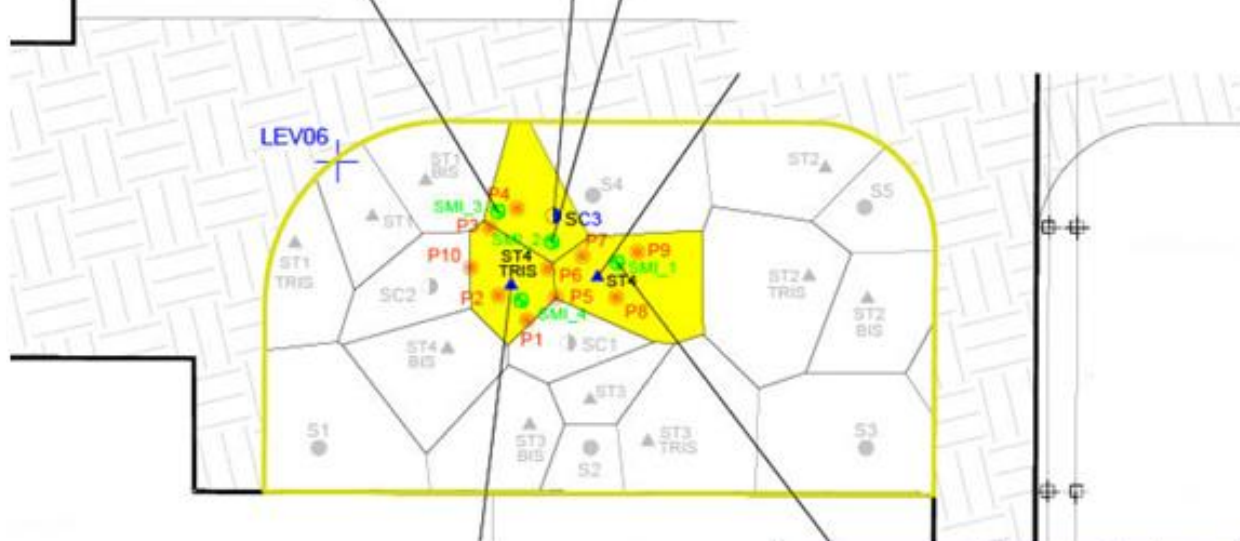 LEV06
ST1
BIS
ST2
S4
S5
P4
SMI_3
ST1
SC3
P3
SMI_2
P7
P9
ST1
TRIS
P10
ST4
TRIS
P6
SMI_1
ST4
ST2
TRIS
SC2
P2
P5
P8
ST2
BIS
SMI_4
P1
SC1
ST4
BIS
ST3
S1
ST3
BIS
S2
ST3
TRIS
S3